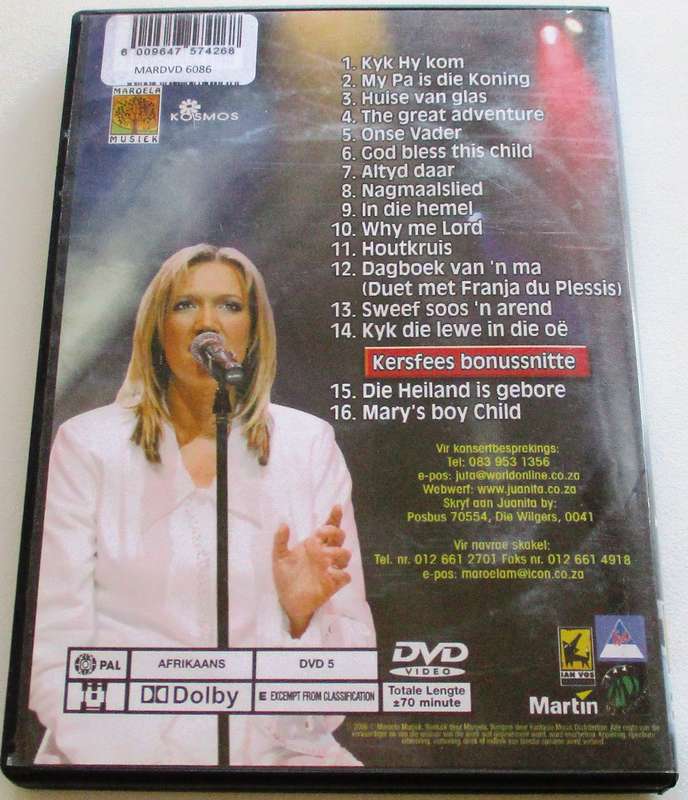 6 009647 574268
MARDVD 6086
MAROELA
MUSIEK
KOSMOS
1. Kyk Hy kom
2. My Pa is die Koning
3. Huise van glas
4. The great adventure
5. Onse Vader
6. God bless this child
7. Altyd daar
8. Nagmaalslied
9. In die hemel
10. Why me Lord
11. Houtkruis
12. Dagboek van 'n ma
(Duet met Franja du Plessis)
13. Sweef soos 'n arend
14. Kyk die lewe in die oë
Kersfees bonussnitte
15. Die Heiland is gebore
16. Mary's boy Child
Vir konsertbesprekings:
Tel: 083 953 1356
e-pos: juta@worldonline.co.za
Webwerf: www.juanita.co.za
Skryf aan Juanita by:
Posbus 70554, Die Wilgers, 0041
Vir navrae skakel:
Tel. nr. 012 661 2701 Faks nr. 012 661 4918
e-pos: maroelam@icon.co.za
PAL
AFRIKAANS
DVD 5
Dolby
E EXCEMPT FROM CLASSIFICATION
DVD
VIDEO
Totale Lengte
±70 minute
JAN VOS
Martin